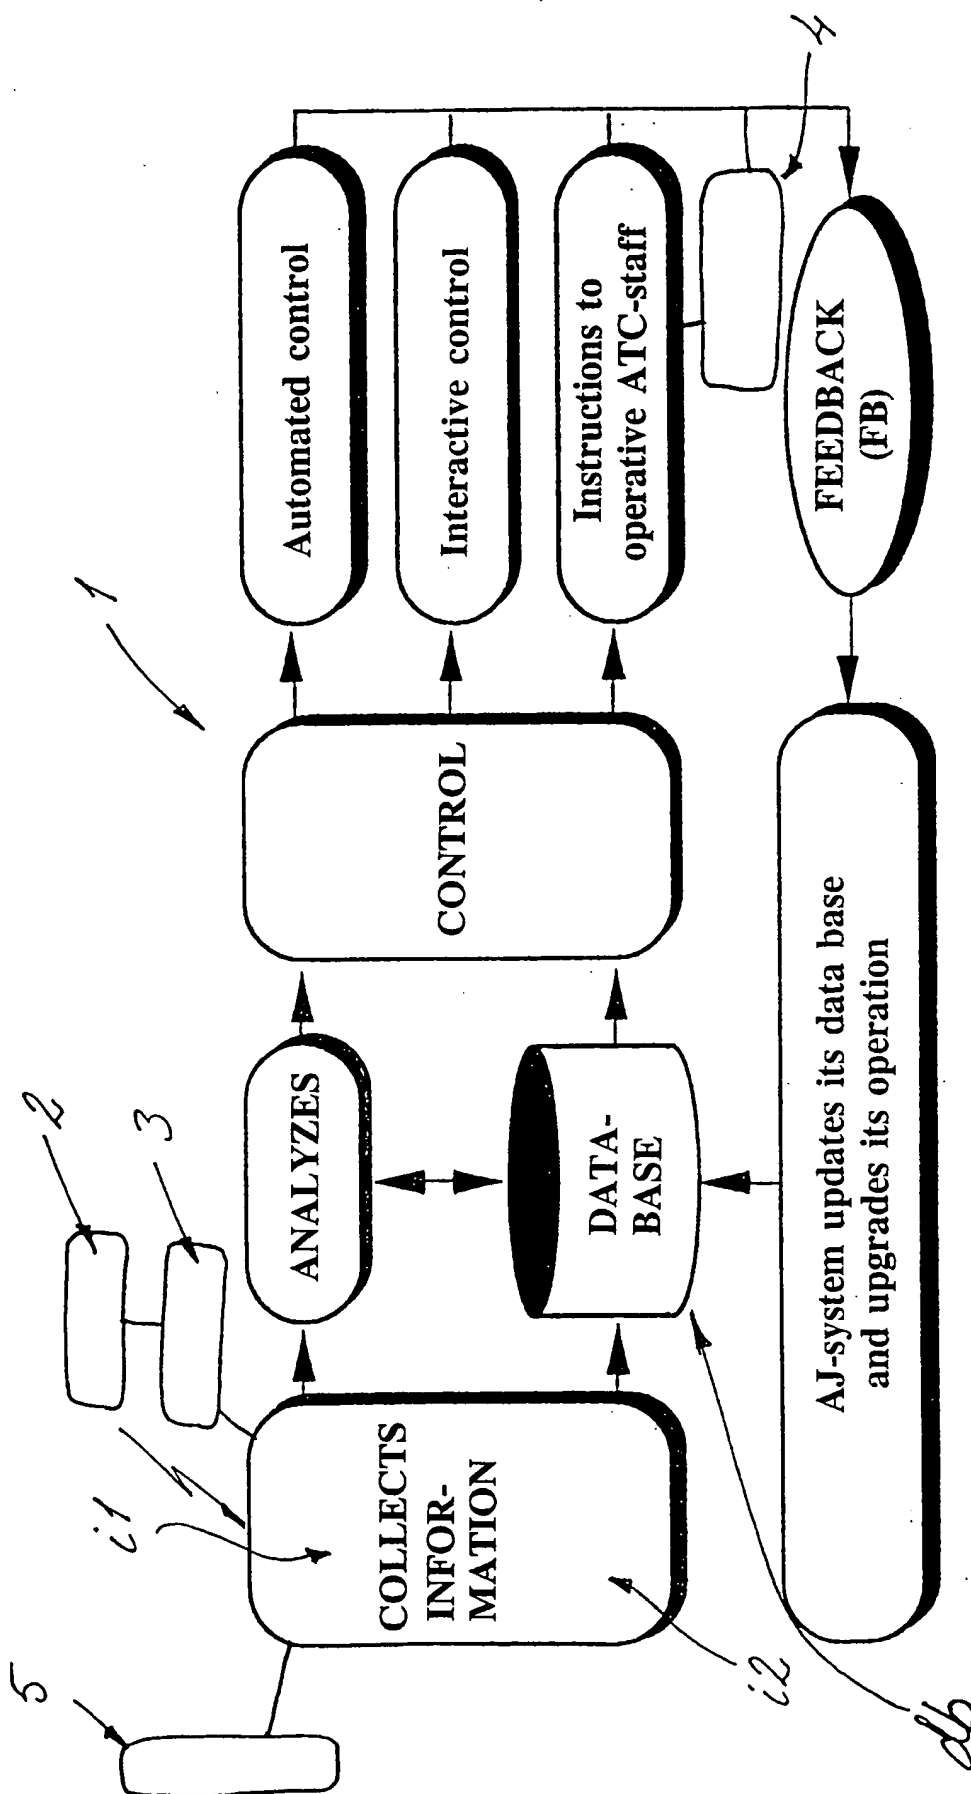 5
i1
2
3
1
4
COLLECTS
INFOR-
MATION
i2
ANALYZES
DATA-
BASE
db
CONTROL
Automated control
Interactive control
Instructions to
operative ATC-staff
FEEDBACK
(FB)
AJ-system updates its data base
and upgrades its operation